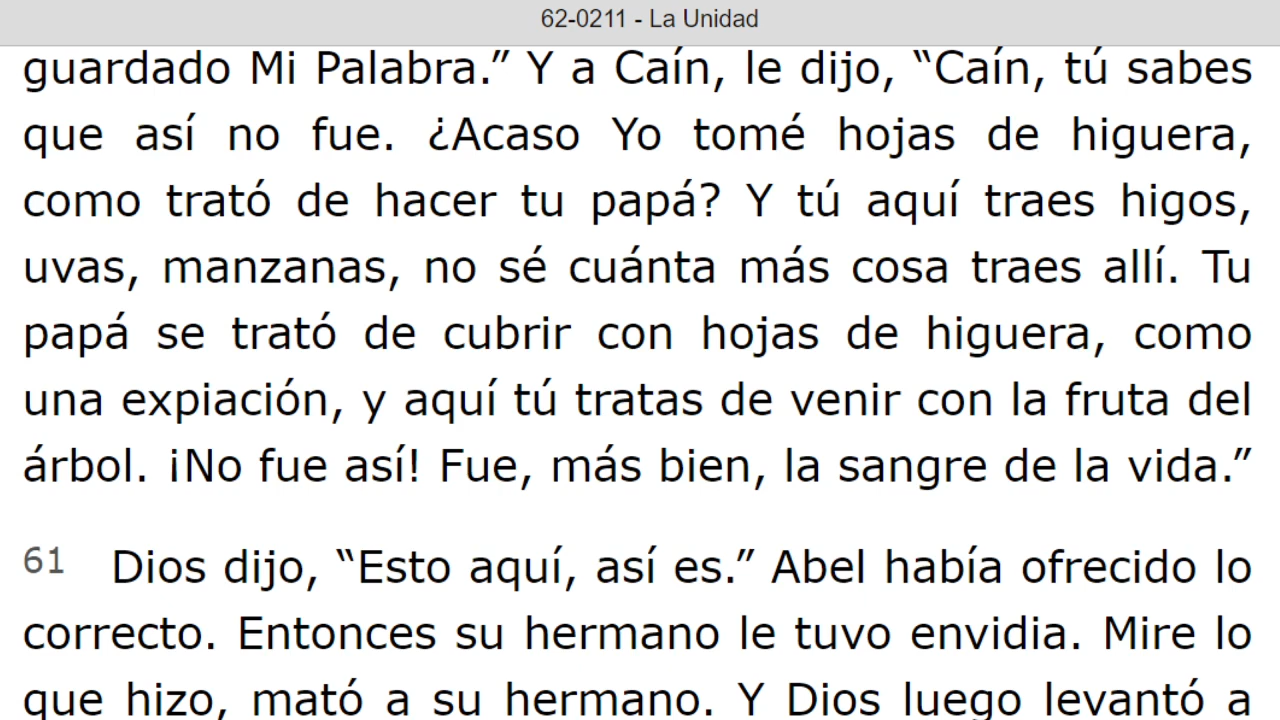 62-0211 - La Unidad
guardado Mi Palabra.” Y a Caín, le dijo, “Caín, tú sabes
que así no fue. ¿Acaso Yo tomé hojas de higuera,
como trató de hacer tu papá? Y tú aquí traes higos,
uvas, manzanas, no sé cuánta más cosa traes allí. Tu
papá se trató de cubrir con hojas de higuera, como
una expiación, y aquí tú tratas de venir con la fruta del
árbol. ¡No fue así! Fue, más bien, la sangre de la vida.”
61 Dios dijo, “Esto aquí, así es.” Abel había ofrecido lo
correcto. Entonces su hermano le tuvo envidia. Mire lo
que hizo, mató a su hermano. Y Dios luego levantó a